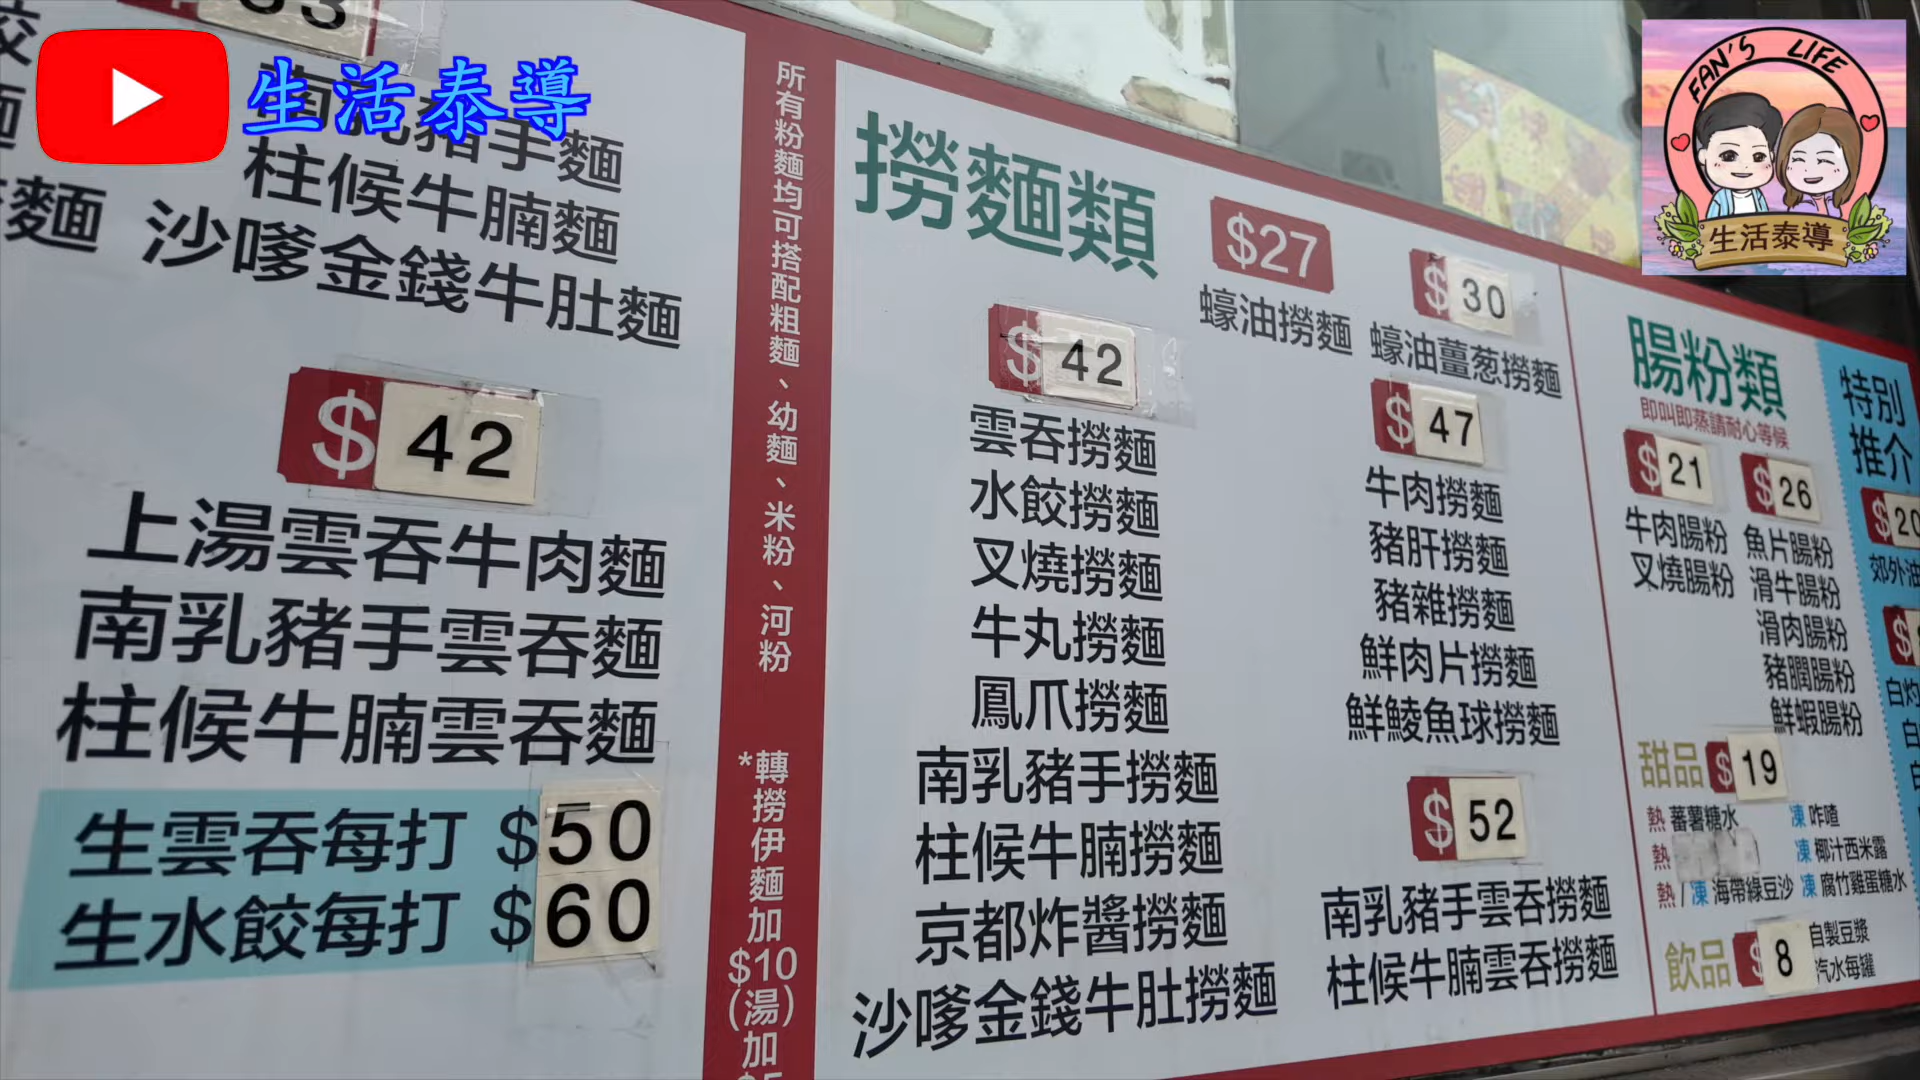 生活泰導
FAN'S LIFE
生活泰導
南乳豬手麵
柱候牛腩麵
沙嗲金錢牛肚麵
麵
$42
上湯雲吞牛肉麵
南乳豬手雲吞麵
柱候牛腩雲吞麵
生雲吞每打 $50
生水餃每打 $60
所有粉麵均可搭配粗麵、幼麵、米粉、河粉
*轉撈伊麵加
$10
(湯)
加
撈麵類
$27
蠔油撈麵
$30
蠔油薑葱撈麵
$42
雲吞撈麵
水餃撈麵
叉燒撈麵
牛丸撈麵
鳳爪撈麵
南乳豬手撈麵
柱候牛腩撈麵
京都炸醬撈麵
沙嗲金錢牛肚撈麵
$47
牛肉撈麵
豬肝撈麵
豬雜撈麵
鮮肉片撈麵
鮮鯪魚球撈麵
$52
南乳豬手雲吞撈麵
柱候牛腩雲吞撈麵
腸粉類
即叫即蒸請耐心等候
$21
牛肉腸粉
叉燒腸粉
$26
魚片腸粉
滑牛腸粉
滑肉腸粉
豬膶腸粉
鮮蝦腸粉
甜品 $19
熱 蕃薯糖水
凍 咋喳
熱
凍 椰汁西米露
熱/凍 海帶綠豆沙
凍 腐竹雞蛋糖水
飲品 $8
自製豆漿
汽水每罐
特別
推介
$20
郊外油
$
白灼
白
白